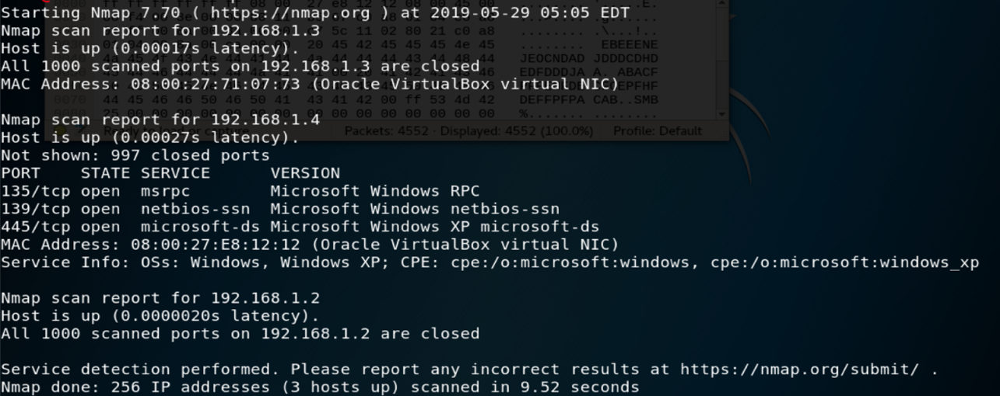 Starting Nmap 7.70 ( https://nmap.org ) at 2019-05-29 05:05 EDT
Nmap scan report for 192.168.1.3
Host is up (0.00017s latency).
All 1000 scanned ports on 192.168.1.3 are closed
MAC Address: 08:00:27:71:07:73 (Oracle VirtualBox virtual NIC)
Nmap scan report for 192.168.1.4
Host is up (0.00027s latency).
Not shown: 997 closed ports
PORT    STATE SERVICE      VERSION
135/tcp open  msrpc        Microsoft Windows RPC
139/tcp open  netbios-ssn  Microsoft Windows netbios-ssn
445/tcp open  microsoft-ds Microsoft Windows XP microsoft-ds
MAC Address: 08:00:27:E8:12:12 (Oracle VirtualBox virtual NIC)
Service Info: OSs: Windows, Windows XP; CPE: cpe:/o:microsoft:windows, cpe:/o:microsoft:windows_xp
Nmap scan report for 192.168.1.2
Host is up (0.0000020s latency).
All 1000 scanned ports on 192.168.1.2 are closed
Service detection performed. Please report any incorrect results at https://nmap.org/submit/ .
Nmap done: 256 IP addresses (3 hosts up) scanned in 9.52 seconds
EBEEENE
JEOCNDAD JDDDCDHD
DEFFPFPA CAB..SMB
Packets: 4552 · Displayed: 4552 (100.0%)
Profile: Default